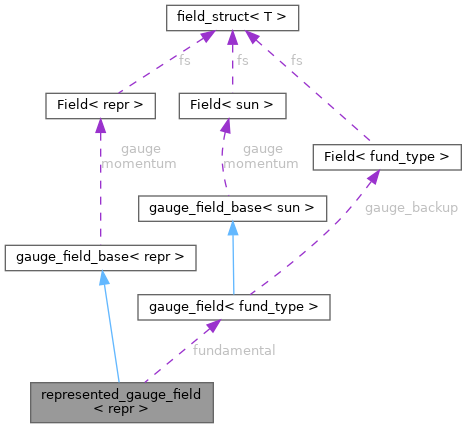 field_struct< T >
fs
fs
fs
Field< repr >
Field< sun >
Field< fund_type >
gauge
momentum
gauge
momentum
gauge_field_base< sun >
gauge_backup
gauge_field_base< repr >
gauge_field< fund_type >
fundamental
represented_gauge_field
< repr >